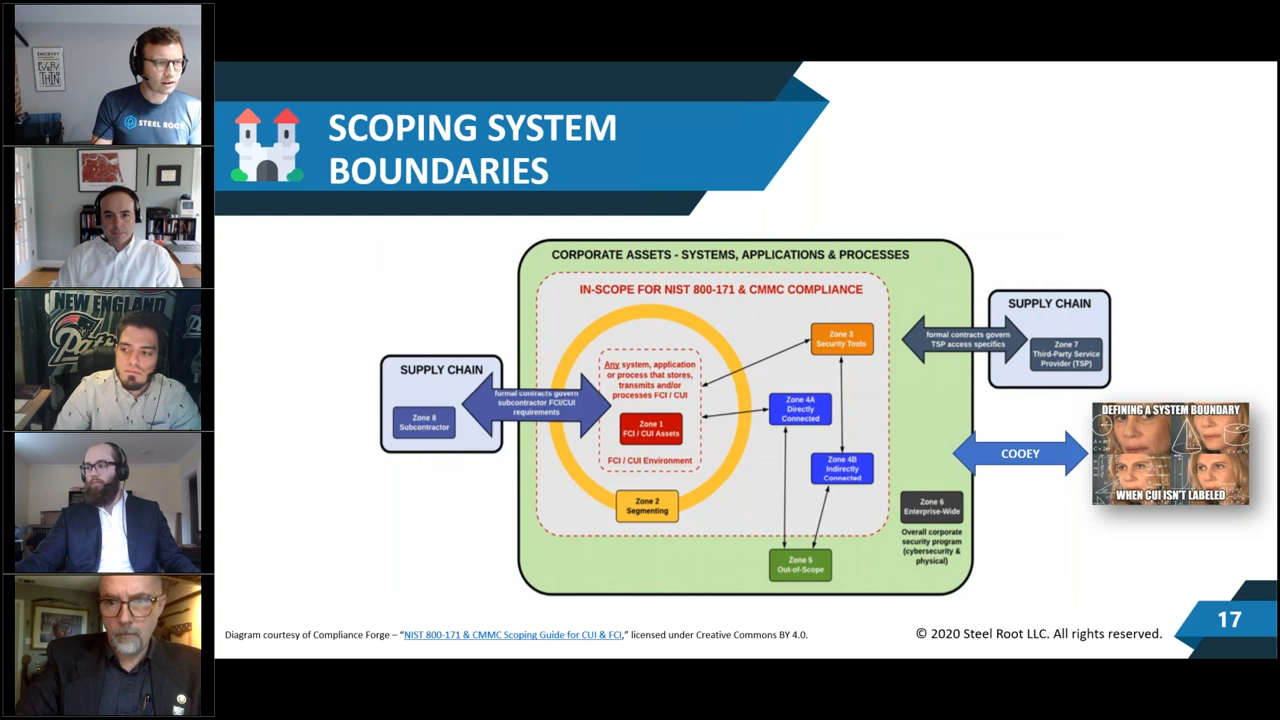 ENCRYPT
EVERY
THIN
STEEL ROOT
NEW ENGLAND
Pat
SCOPING SYSTEM
BOUNDARIES
CORPORATE ASSETS - SYSTEMS, APPLICATIONS & PROCESSES
IN-SCOPE FOR NIST 800-171 & CMMC COMPLIANCE
SUPPLY CHAIN
Zone 8
Subcontractor
formal contracts govern
subcontractor FCI/CUI
requirements
Any system, application
or process that stores,
transmits and/or
processes FCI / CUI
Zone 1
FCI / CUI Assets
FCI / CUI Environment
Zone 2
Segmenting
Zone 3
Security Tools
Zone 4A
Directly
Connected
Zone 4B
Indirectly
Connected
Zone 5
Out-of-Scope
Zone 6
Enterprise-Wide
Overall corporate
security program
(cybersecurity &
physical)
formal contracts govern
TSP access specifics
SUPPLY CHAIN
Zone 7
Third-Party Service
Provider (TSP)
COOEY
DEFINING A SYSTEM BOUNDARY
WHEN CUI ISN'T LABELED
Diagram courtesy of Compliance Forge – “NIST 800-171 & CMMC Scoping Guide for CUI & FCI,” licensed under Creative Commons BY 4.0.
© 2020 Steel Root LLC. All rights reserved.
17